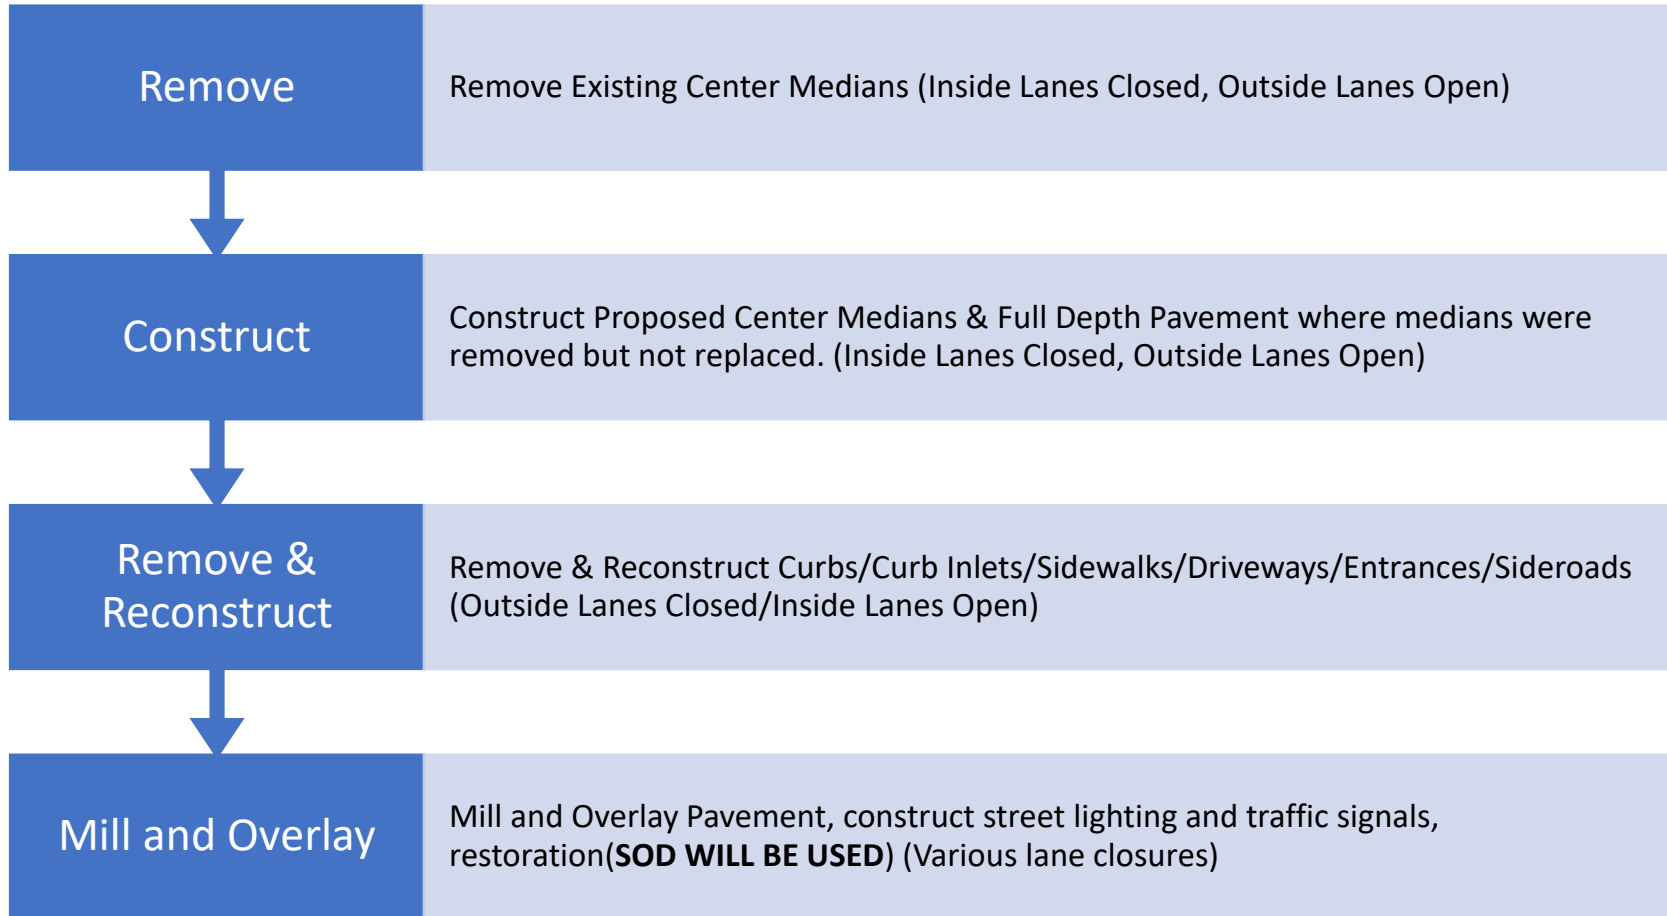 Remove
Remove Existing Center Medians (Inside Lanes Closed, Outside Lanes Open)
Construct
Construct Proposed Center Medians & Full Depth Pavement where medians were
removed but not replaced. (Inside Lanes Closed, Outside Lanes Open)
Remove &
Reconstruct
Remove & Reconstruct Curbs/Curb Inlets/Sidewalks/Driveways/Entrances/Sideroads
(Outside Lanes Closed/Inside Lanes Open)
Mill and Overlay
Mill and Overlay Pavement, construct street lighting and traffic signals,
restoration(SOD WILL BE USED) (Various lane closures)